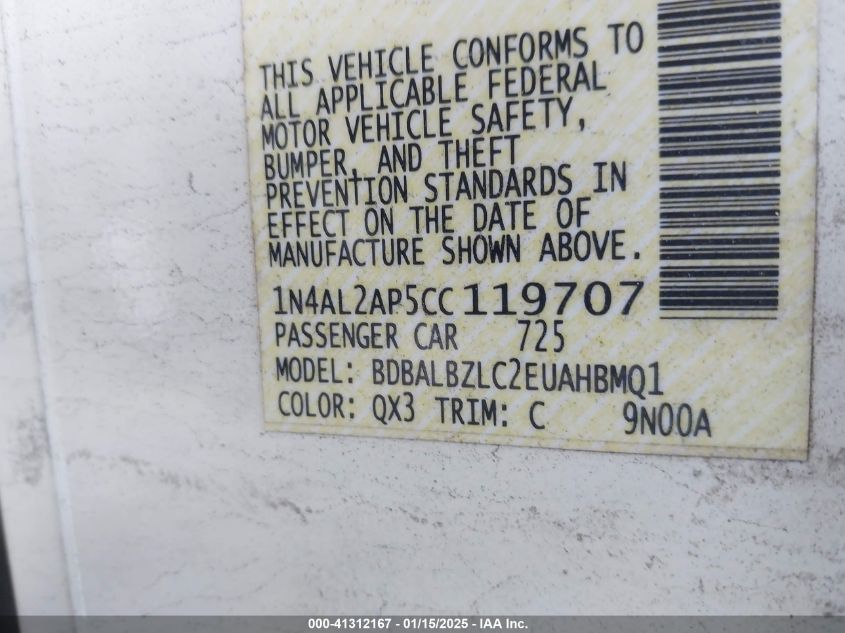 THIS VEHICLE CONFORMS TO
ALL APPLICABLE FEDERAL
MOTOR VEHICLE SAFETY,
BUMPER, AND THEFT
PREVENTION STANDARDS IN
EFFECT ON THE DATE OF
MANUFACTURE SHOWN ABOVE.
1N4AL2AP5CC119707
PASSENGER CAR 725
MODEL: BDBALBZLC2EUAHBMQ1
COLOR: QX3 TRIM: C 9N00A
000-41312167 - 01/15/2025 - IAA Inc.